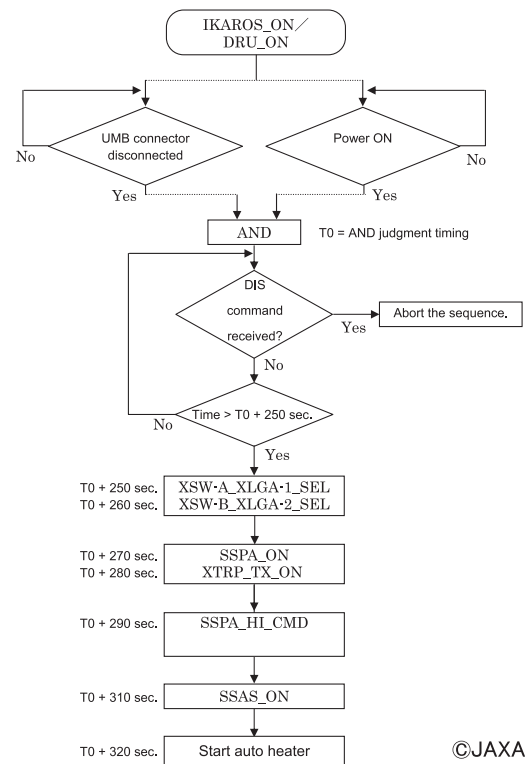 IKAROS_ON／
DRU_ON
UMB connector
disconnected
Power ON
No
No
Yes
Yes
AND
T0 = AND judgment timing
DIS
command
received?
Yes
Abort the sequence.
No
Time > T0 + 250 sec.
No
Yes
T0 + 250 sec. XSW-A_XLGA-1_SEL
T0 + 260 sec. XSW-B_XLGA-2_SEL
T0 + 270 sec. SSPA_ON
T0 + 280 sec. XTRP_TX_ON
T0 + 290 sec. SSPA_HI_CMD
T0 + 310 sec. SSAS_ON
T0 + 320 sec. Start auto heater
©JAXA